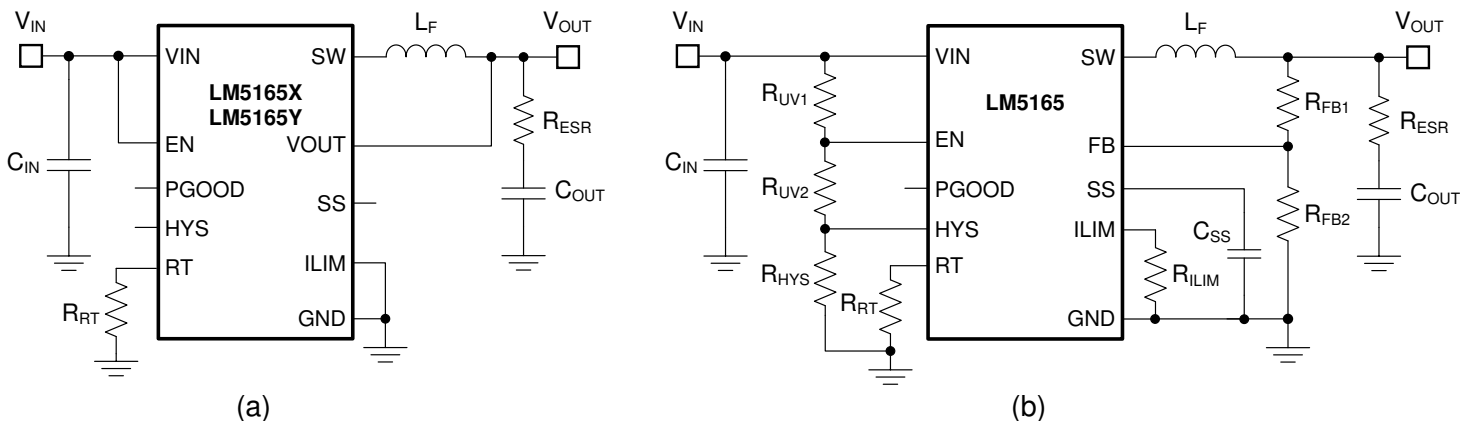 VIN
LF
VOUT
VIN
SW
LM5165X
LM5165Y
RESR
EN
VOUT
CIN
PGOOD
COUT
SS
HYS
RT
ILIM
RRT
GND
(a)
VIN
LF
VOUT
VIN
SW
RUV1
LM5165
RFB1
RESR
EN
FB
CIN
RUV2
PGOOD
SS
COUT
RFB2
HYS
ILIM
CSS
RHYS
RT
RILIM
RRT
GND
(b)